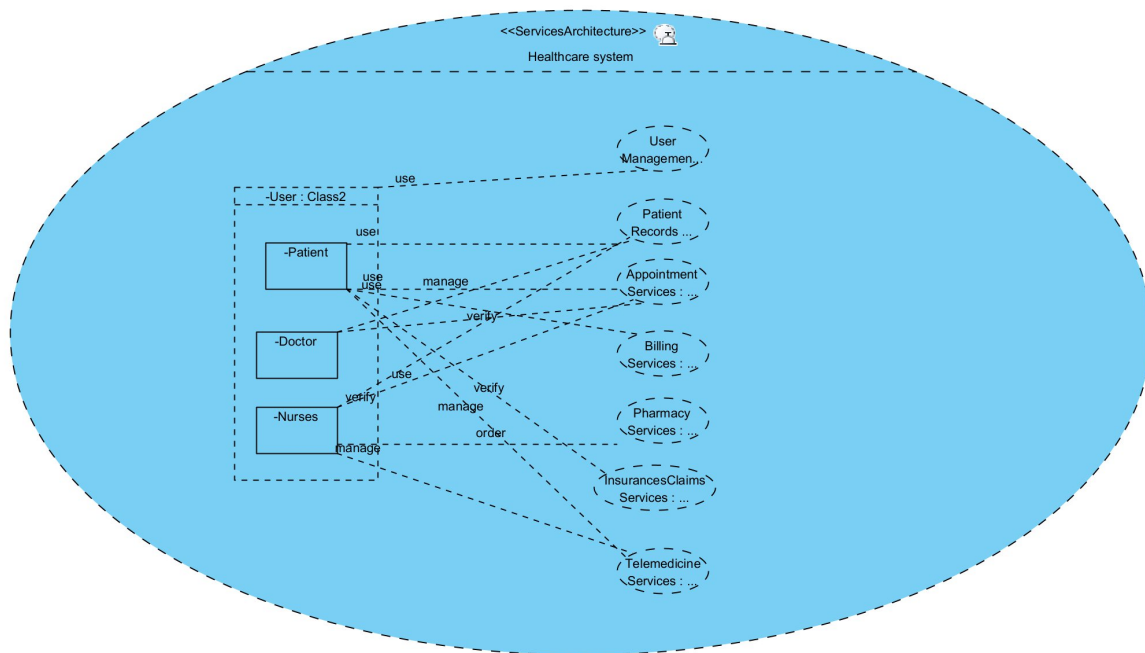 <<ServicesArchitecture>>
Healthcare system
User
Managemen...
use
-User : Class2
Patient
Records ...
use
-Patient
Appointment
Services : ...
use
use
manage
verify
-Doctor
Billing
Services : ...
use
verify
verify
manage
Pharmacy
Services : ...
-Nurses
order
manage
InsurancesClaims
Services : ...
Telemedicine
Services : ...